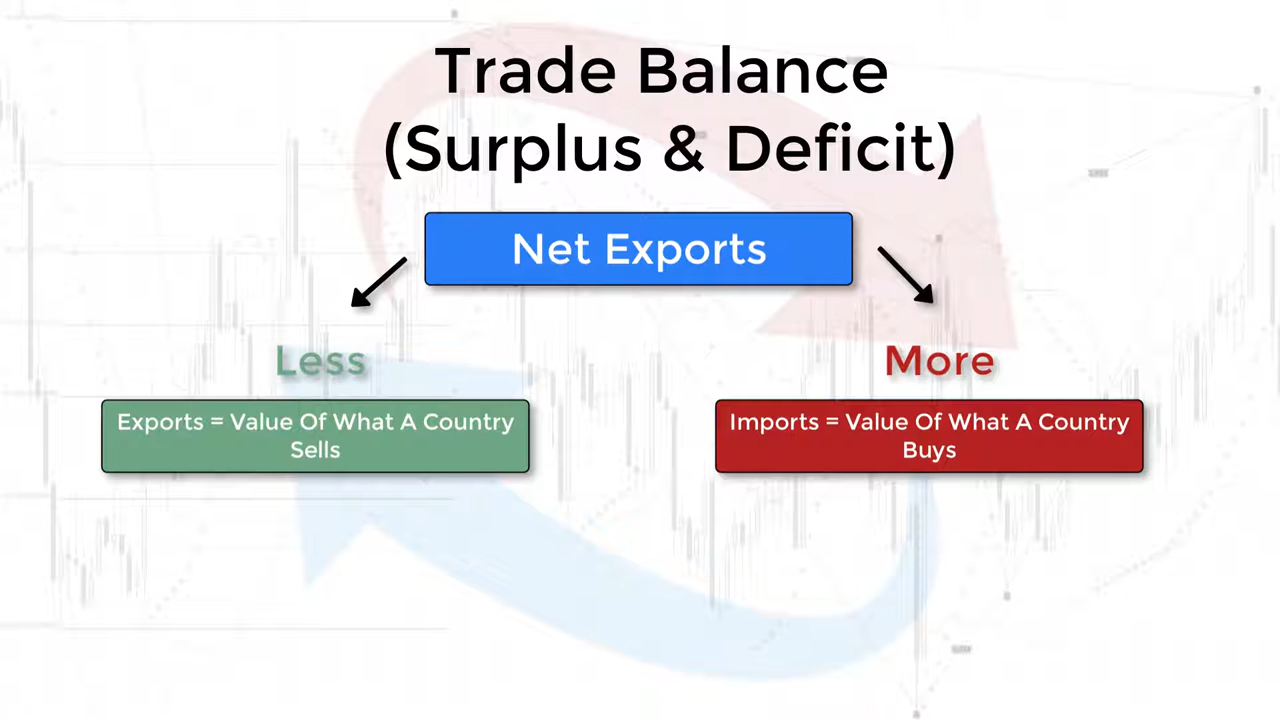 Trade Balance
(Surplus & Deficit)
Net Exports
Less
More
Exports = Value Of What A Country
Sells
Imports = Value Of What A Country
Buys